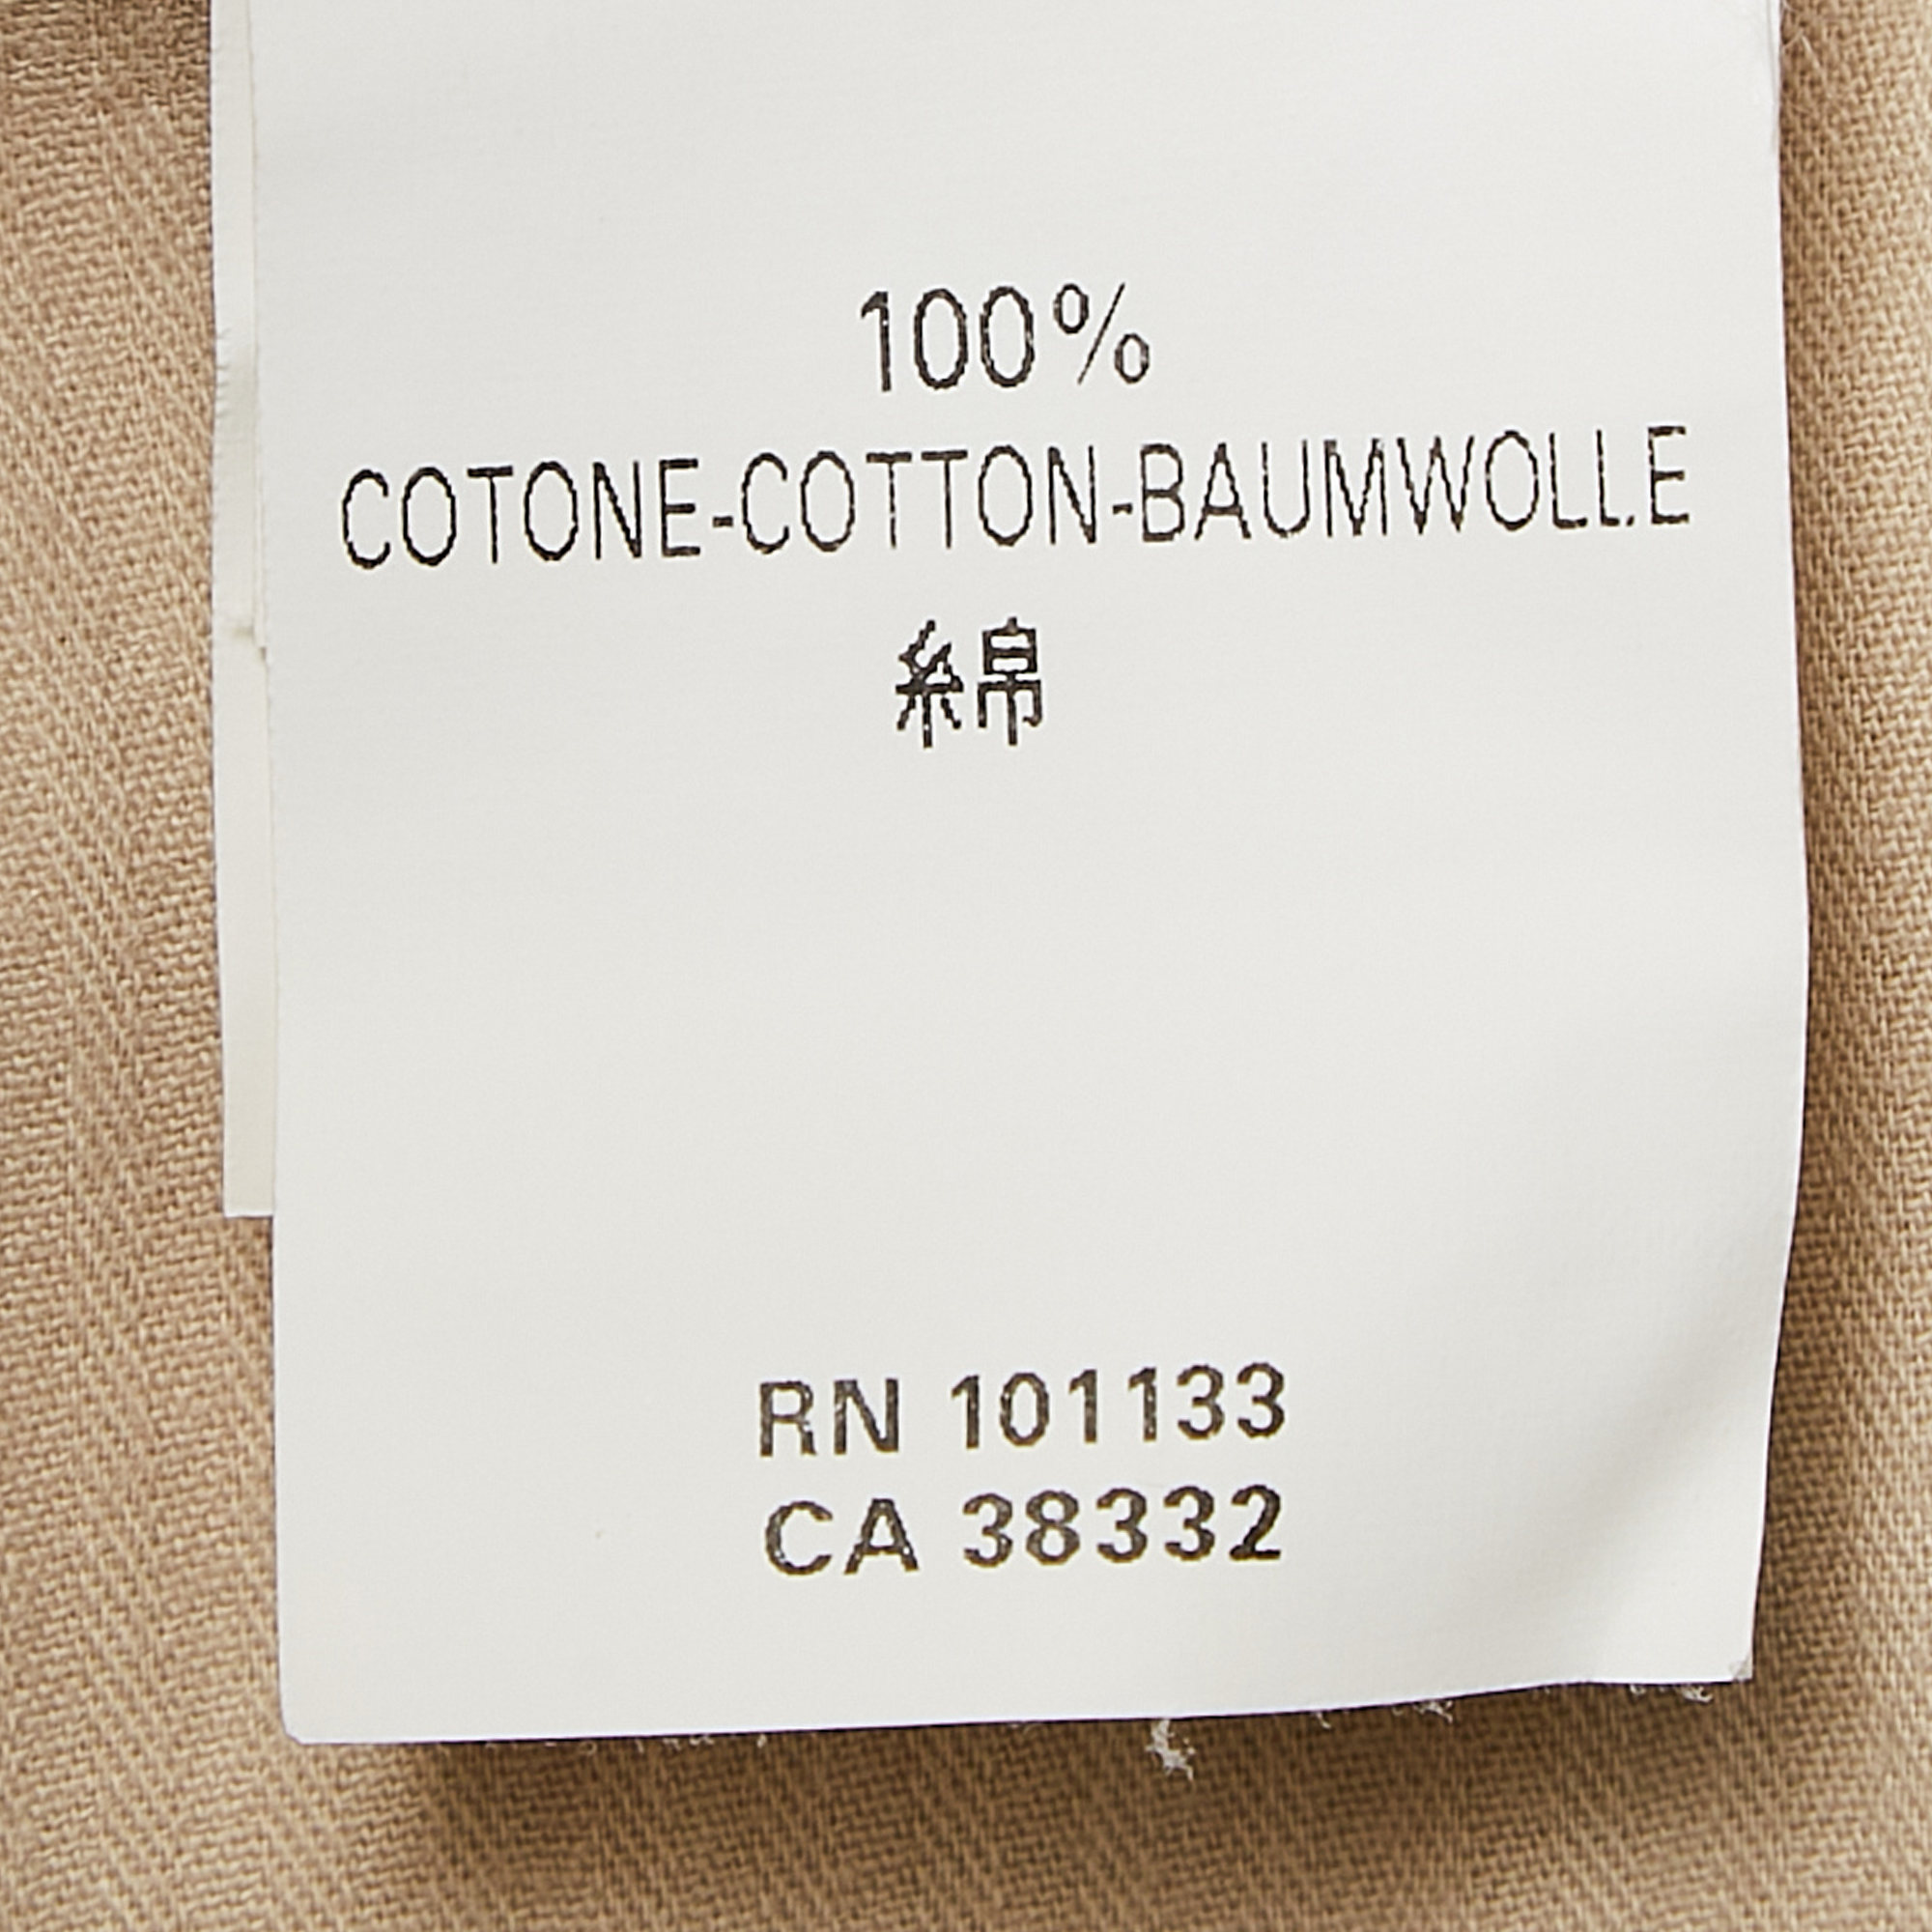 100%
COTONE-COTTON-BAUMWOLLE
綿
RN 101133
CA 38332